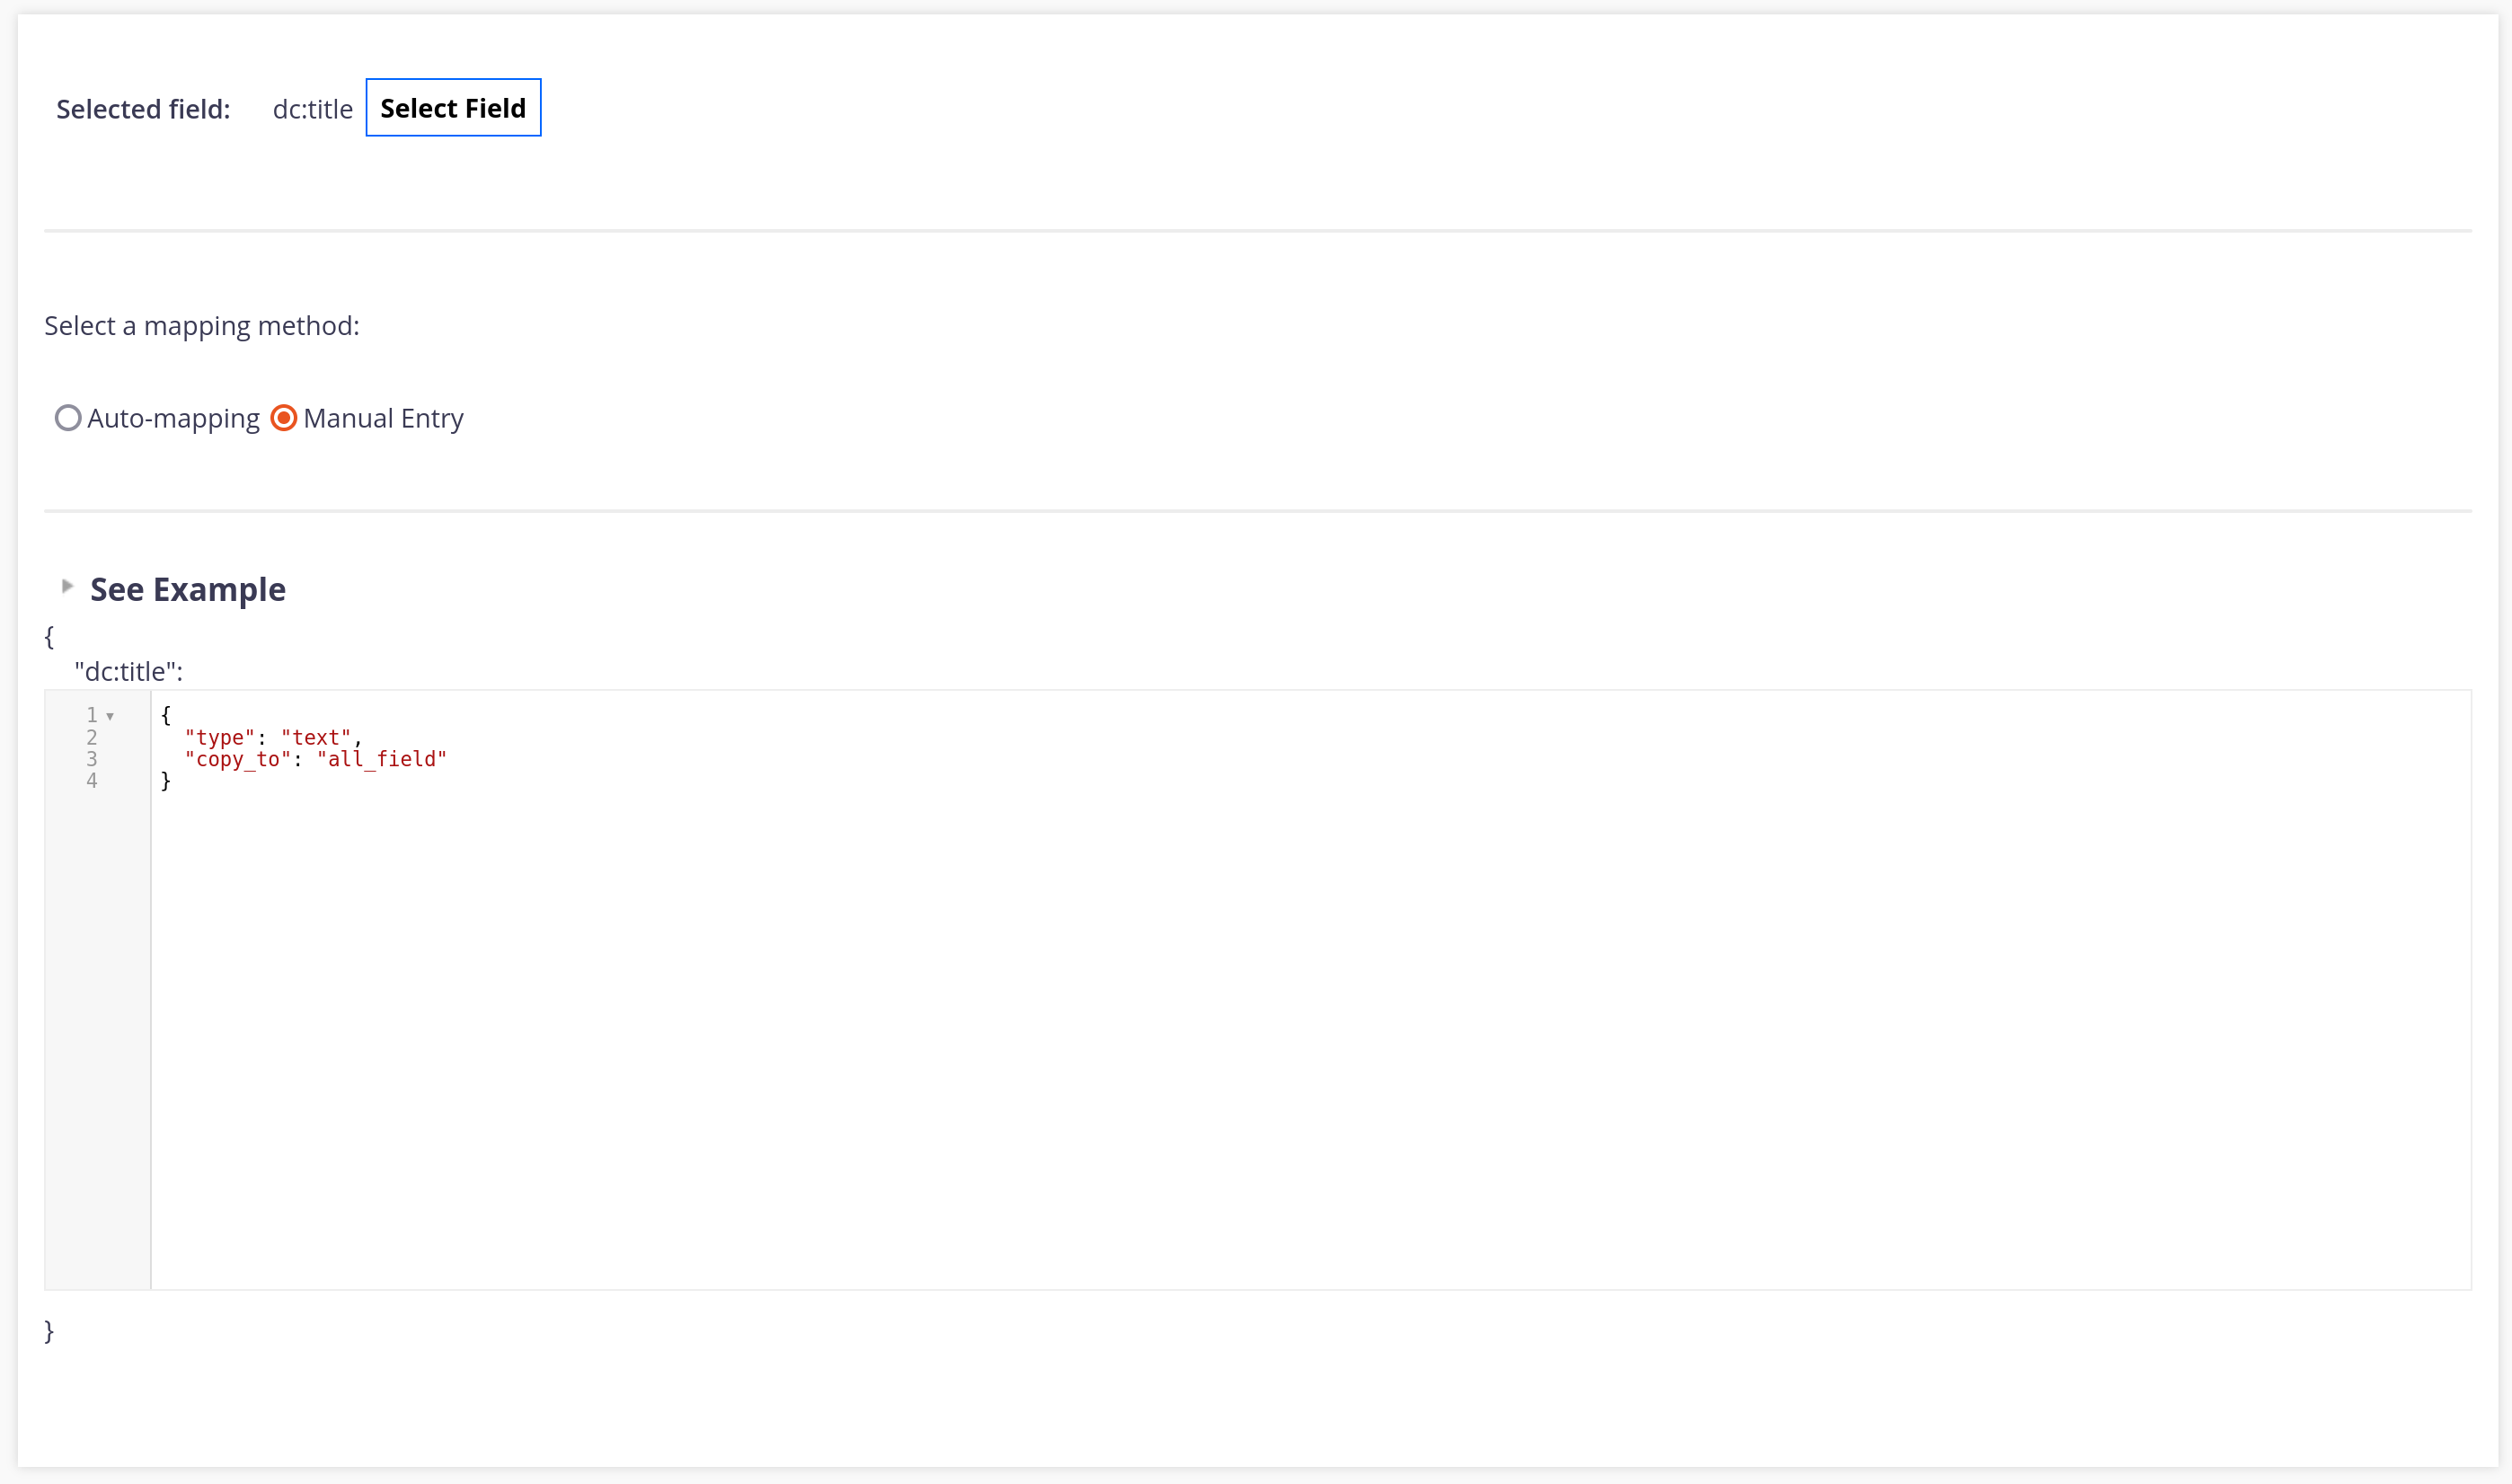 Selected field: dc:title Select Field
Select a mapping method:
Auto-mapping Manual Entry
See Example
{
"dc:title":
1 {
2 "type": "text",
3 "copy_to": "all_field"
4 }
}